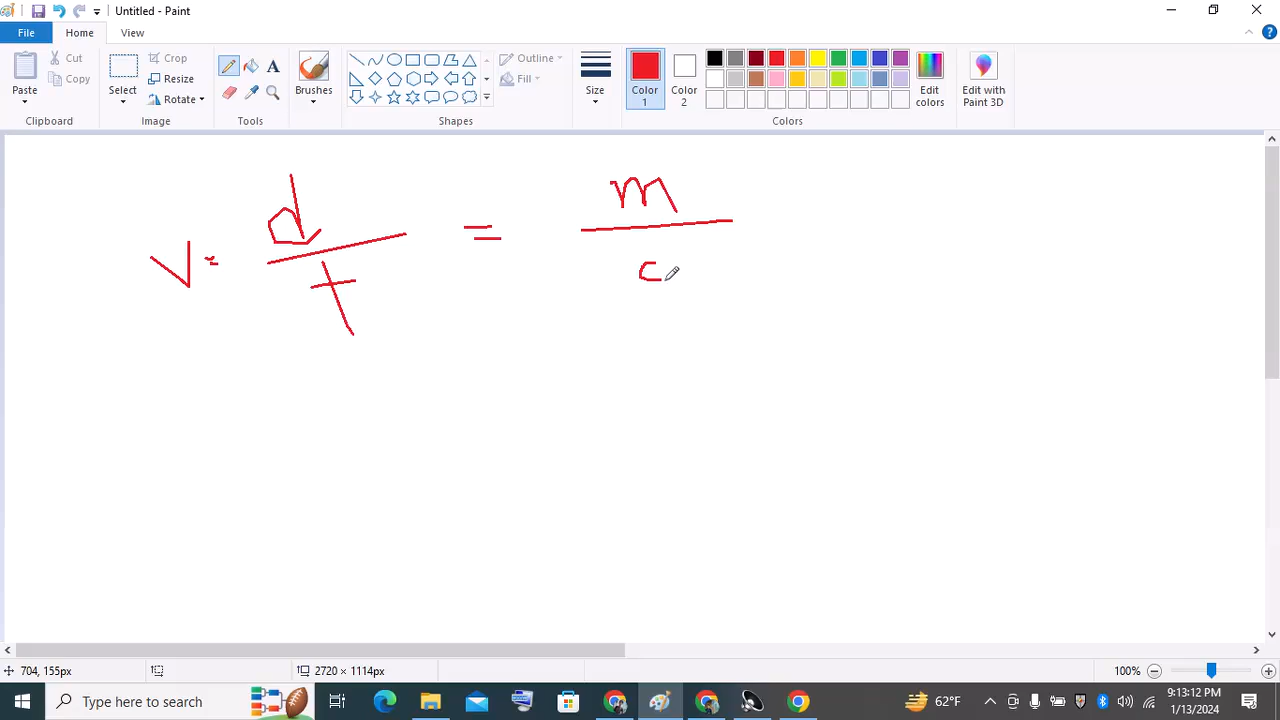 Untitled - Paint
File
Home
View
Paste
Cut
Copy
Clipboard
Select
Crop
Resize
Rotate
Image
A
Tools
Brushes
Outline
Fill
Shapes
Size
Color 1
Color 2
Edit colors
Colors
Edit with Paint 3D
V = d / t = m / c
704, 155px
2720 × 1114px
100%
Type here to search
62°F
9:13:12 PM
1/13/2024